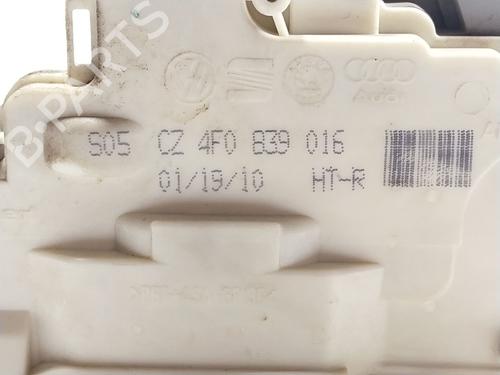 B-PARTS
Audi
S05 CZ 4F0 839 016
01/19/10 HT-R